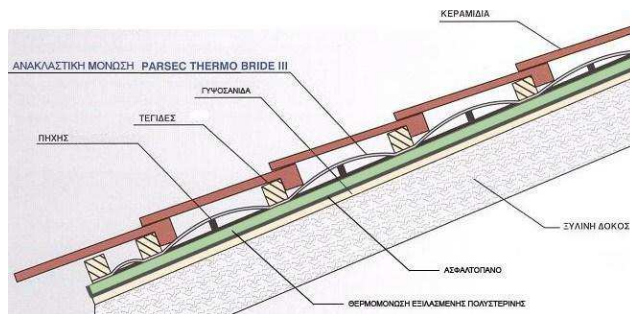 ΚΕΡΑΜΙΔΙΑ
ΑΝΑΚΛΑΣΤΙΚΗ ΜΟΝΩΣΗ PARSEC THERMO BRIDE III
ΓΥΨΟΣΑΝΙΔΑ
ΤΕΓΙΔΕΣ
ΠΗΧΗΣ
ΞΥΛΙΝΗ ΔΟΚΟΣ
ΑΣΦΑΛΤΟΠΑΝΟ
ΘΕΡΜΟΜΟΝΩΣΗ ΕΞΙΛΑΣΜΕΝΗΣ ΠΟΛΥΣΤΕΡΙΝΗΣ